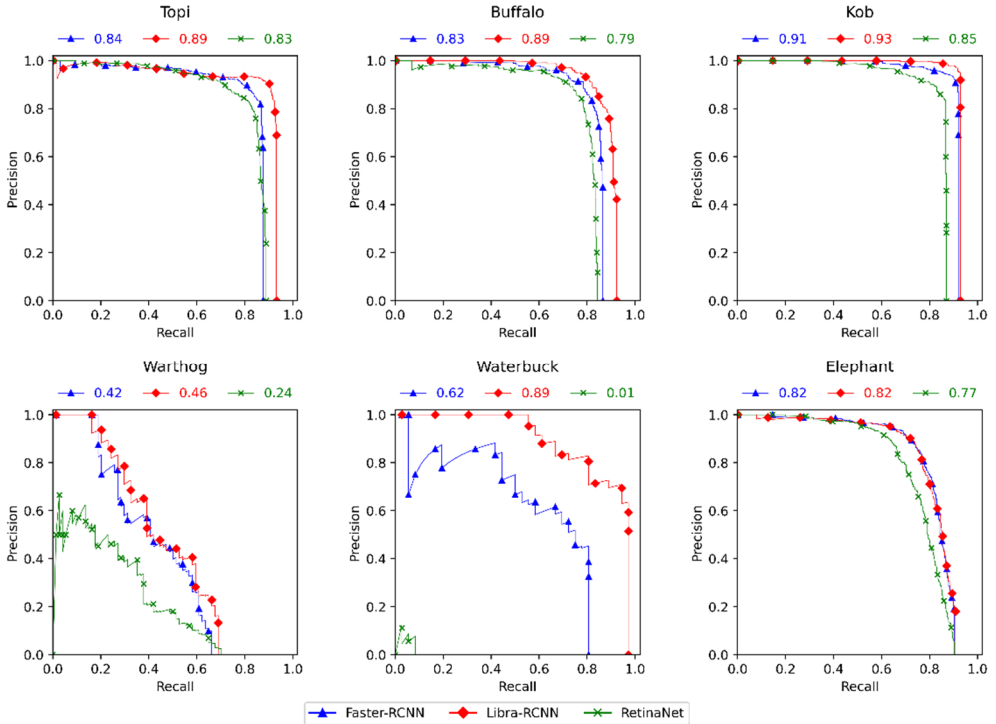 Topi Buffalo Kob
0.84 0.89 0.83 0.83 0.89 0.79 0.91 0.93 0.85
1.0 1.0 1.0
0.8 0.8 0.8
0.6 0.6 0.6
0.4 0.4 0.4
0.2 0.2 0.2
0.0 0.0 0.0
Precision Precision Precision
0.0 0.2 0.4 0.6 0.8 1.0 0.0 0.2 0.4 0.6 0.8 1.0 0.0 0.2 0.4 0.6 0.8 1.0
Recall Recall Recall
Warthog Waterbuck Elephant
0.42 0.46 0.24 0.62 0.89 0.01 0.82 0.82 0.77
1.0 1.0 1.0
0.8 0.8 0.8
0.6 0.6 0.6
0.4 0.4 0.4
0.2 0.2 0.2
0.0 0.0 0.0
Precision Precision Precision
0.0 0.2 0.4 0.6 0.8 1.0 0.0 0.2 0.4 0.6 0.8 1.0 0.0 0.2 0.4 0.6 0.8 1.0
Recall Recall Recall
Faster-RCNN Libra-RCNN RetinaNet